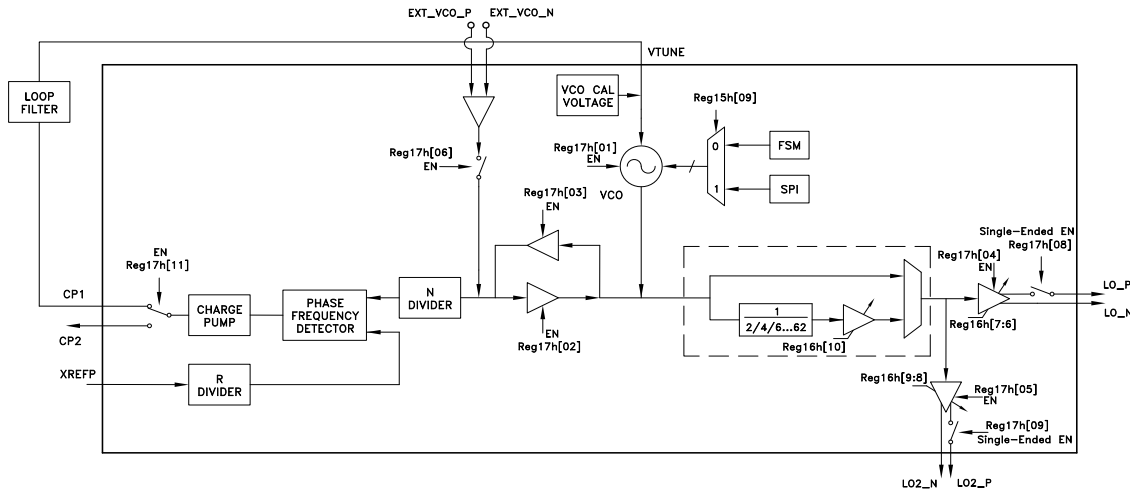 EXT_VCO_P
EXT_VCO_N
VTUNE
LOOP
FILTER
VCO CAL
VOLTAGE
Reg15h[09]
0
1
FSM
SPI
Reg17h[06]
EN
Reg17h[01]
EN
VCO
Reg17h[03]
EN
EN
Reg17h[11]
CP1
CP2
CHARGE
PUMP
PHASE
FREQUENCY
DETECTOR
N
DIVIDER
EN
Reg17h[02]
XREFP
R
DIVIDER
1
2/4/6...62
Reg16h[10]
Single-Ended EN
Reg17h[08]
Reg17h[04]
EN
Reg16h[7:6]
LO_P
LO_N
Reg16h[9:8]
Reg17h[05]
EN
Reg17h[09]
Single-Ended EN
LO2_N
LO2_P